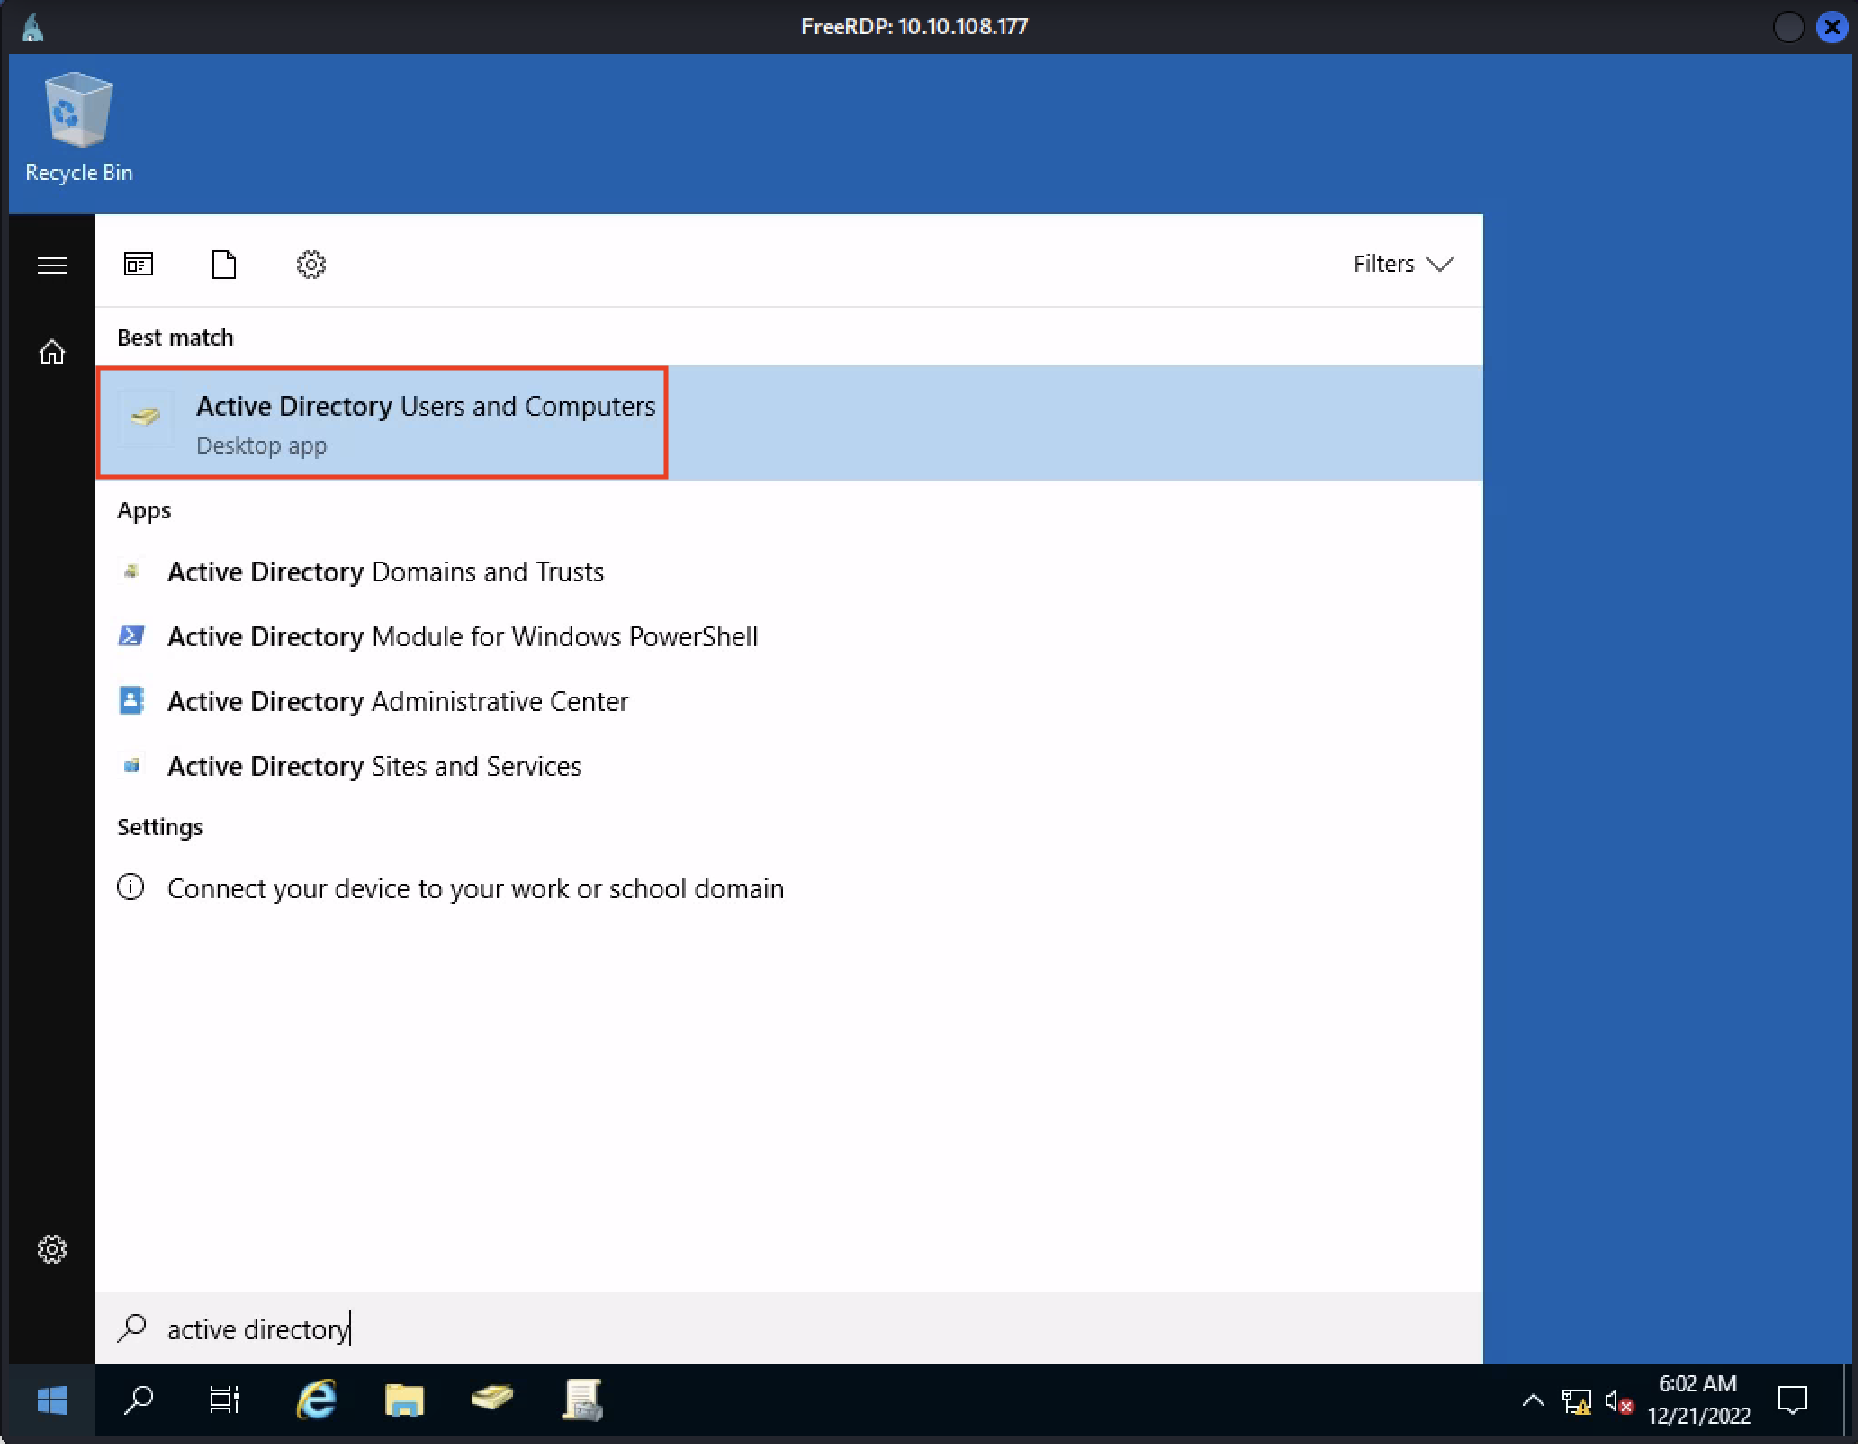 FreeRDP: 10.10.108.177
Recycle Bin
Filters
Best match
Active Directory Users and Computers
Desktop app
Apps
Active Directory Domains and Trusts
Active Directory Module for Windows PowerShell
Active Directory Administrative Center
Active Directory Sites and Services
Settings
Connect your device to your work or school domain
active directory
6:02 AM
12/21/2022